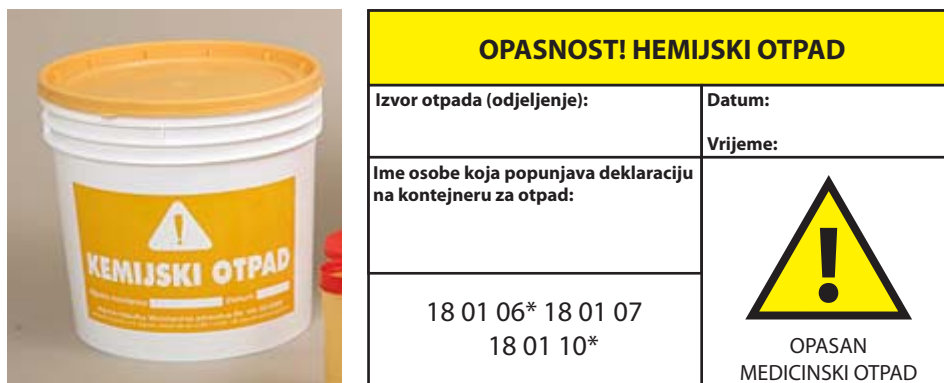 KEMIJSKI OTPAD
OPASNOST! HEMIJSKI OTPAD
Izvor otpada (odjeljenje):
Datum:
Vrijeme:
Ime osobe koja popunjava deklaraciju
na kontejneru za otpad:
18 01 06* 18 01 07
18 01 10*
OPASAN
MEDICINSKI OTPAD